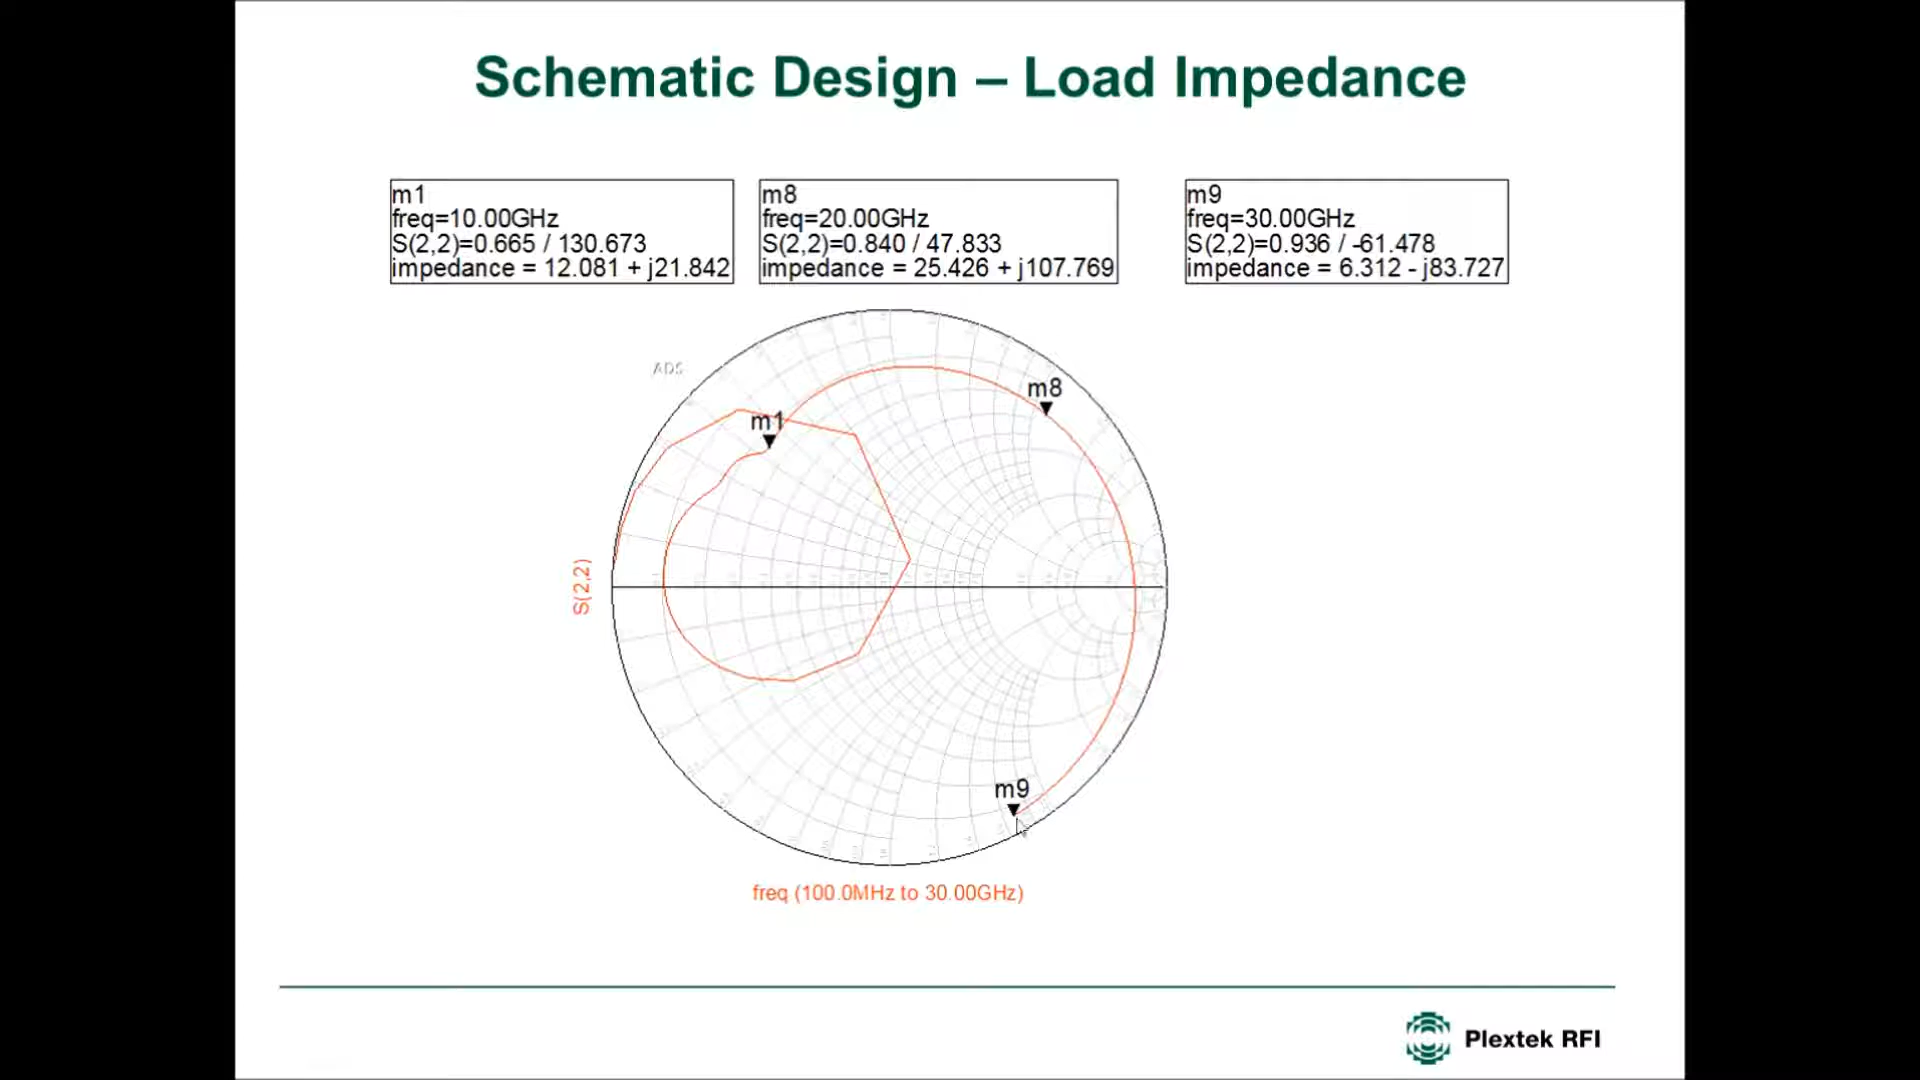 Schematic Design – Load Impedance
m1
freq=10.00GHz
S(2,2)=0.665 / 130.673
impedance = 12.081 + j21.842
m8
freq=20.00GHz
S(2,2)=0.840 / 47.833
impedance = 25.426 + j107.769
m9
freq=30.00GHz
S(2,2)=0.936 / -61.478
impedance = 6.312 - j83.727
ADS
m8
m1
S(2,2)
m9
freq (100.0MHz to 30.00GHz)
Plextek RFI